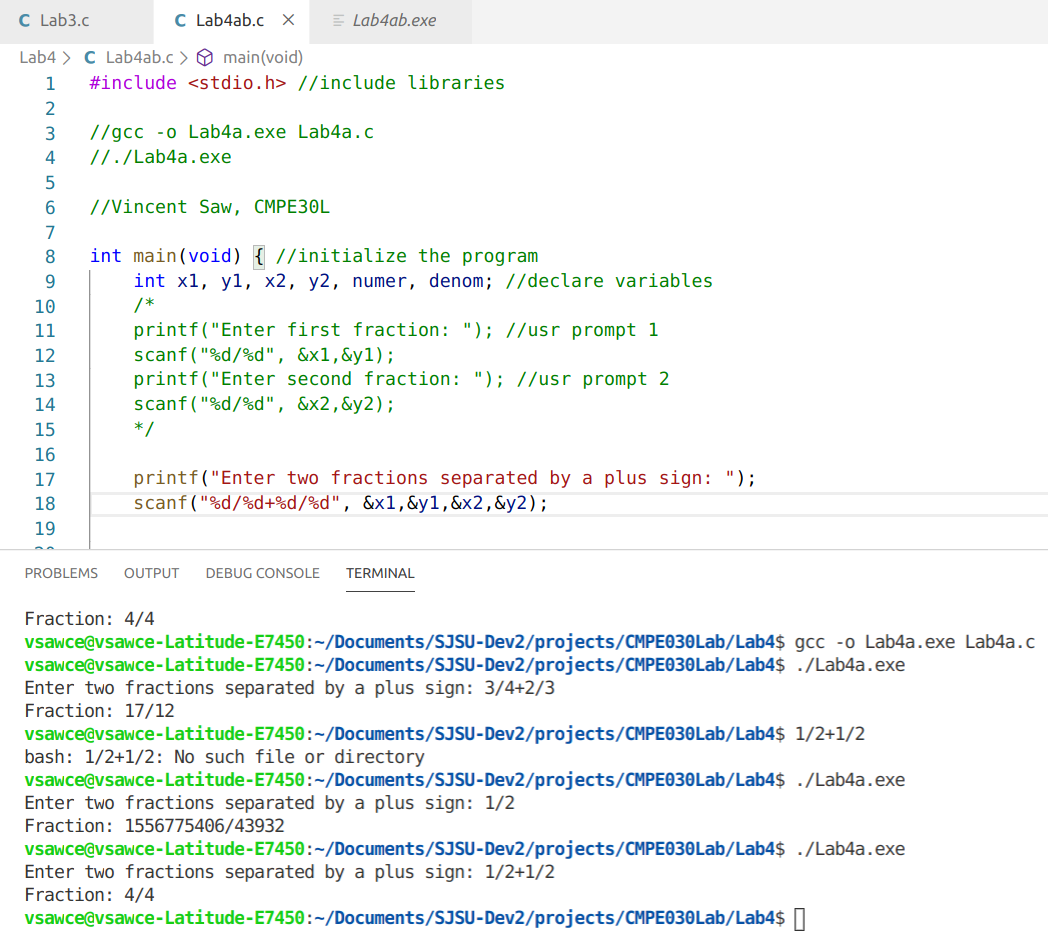 Lab3.c
Lab4ab.c
Lab4ab.exe
Lab4 > C Lab4ab.c > main(void)
1 #include <stdio.h> //include libraries
2
3 //gcc -o Lab4a.exe Lab4a.c
4 //./Lab4a.exe
5
6 //Vincent Saw, CMPE30L
7
8 int main(void) { //initialize the program
9 int x1, y1, x2, y2, numer, denom; //declare variables
10 /*
11 printf("Enter first fraction: "); //usr prompt 1
12 scanf("%d/%d", &x1,&y1);
13 printf("Enter second fraction: "); //usr prompt 2
14 scanf("%d/%d", &x2,&y2);
15 */
16
17 printf("Enter two fractions separated by a plus sign: ");
18 scanf("%d/%d+%d/%d", &x1,&y1,&x2,&y2);
19
PROBLEMS OUTPUT DEBUG CONSOLE TERMINAL
Fraction: 4/4
vsawce@vsawce-Latitude-E7450:~/Documents/SJSU-Dev2/projects/CMPE030Lab/Lab4$ gcc -o Lab4a.exe Lab4a.c
vsawce@vsawce-Latitude-E7450:~/Documents/SJSU-Dev2/projects/CMPE030Lab/Lab4$ ./Lab4a.exe
Enter two fractions separated by a plus sign: 3/4+2/3
Fraction: 17/12
vsawce@vsawce-Latitude-E7450:~/Documents/SJSU-Dev2/projects/CMPE030Lab/Lab4$ 1/2+1/2
bash: 1/2+1/2: No such file or directory
vsawce@vsawce-Latitude-E7450:~/Documents/SJSU-Dev2/projects/CMPE030Lab/Lab4$ ./Lab4a.exe
Enter two fractions separated by a plus sign: 1/2
Fraction: 1556775406/43932
vsawce@vsawce-Latitude-E7450:~/Documents/SJSU-Dev2/projects/CMPE030Lab/Lab4$ ./Lab4a.exe
Enter two fractions separated by a plus sign: 1/2+1/2
Fraction: 4/4
vsawce@vsawce-Latitude-E7450:~/Documents/SJSU-Dev2/projects/CMPE030Lab/Lab4$